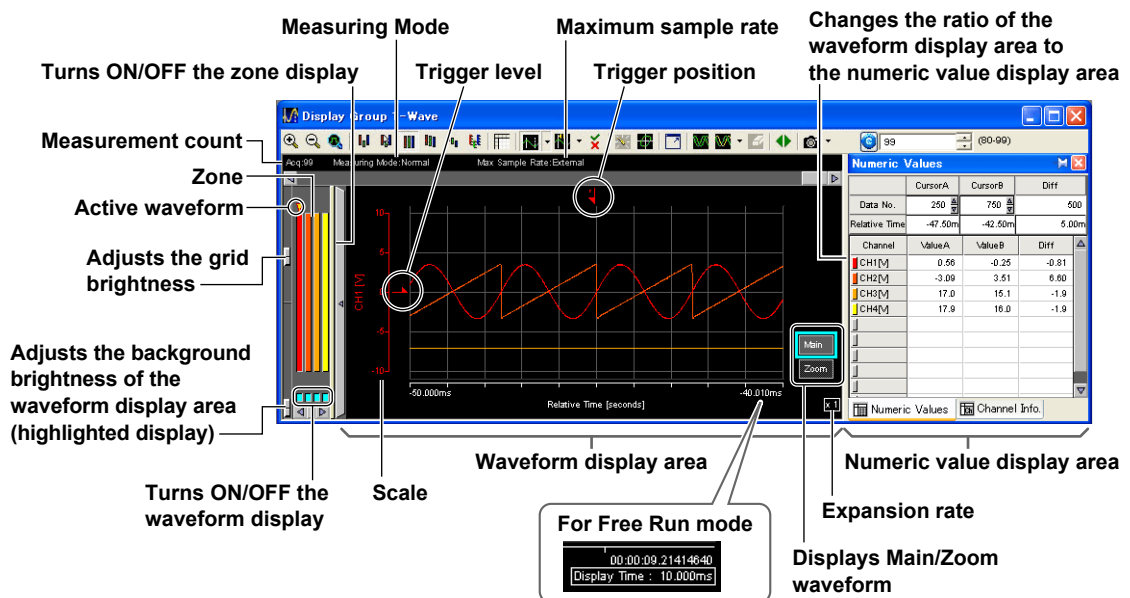 Measuring Mode
Maximum sample rate
Changes the ratio of the
waveform display area to
the numeric value display area
Turns ON/OFF the zone display
Trigger level
Trigger position
Display Group 1-Wave
Measurement count
99
(80-99)
Acq:99 Measuring Mode:Normal Max Sample Rate:External
Numeric Values
Zone
Active waveform
Adjusts the grid
brightness
Adjusts the background
brightness of the
waveform display area
(highlighted display)
10
5
0
-5
-10
CH1 [V]
CursorA CursorB Diff
Data No. 250 750 500
Relative Time -47.50m -42.50m 5.00m
Channel ValueA ValueB Diff
CH1[V] 0.56 -0.25 -0.81
CH2[V] -3.09 3.51 6.60
CH3[V] 17.0 15.1 -1.9
CH4[V] 17.9 16.0 -1.9
Main
Zoom
-50.000ms -40.010ms
Relative Time [seconds]
x 1
Numeric Values Channel Info.
Waveform display area
Numeric value display area
Turns ON/OFF the
waveform display
Scale
Expansion rate
For Free Run mode
00:00:09.21414640
Display Time : 10.000ms
Displays Main/Zoom
waveform